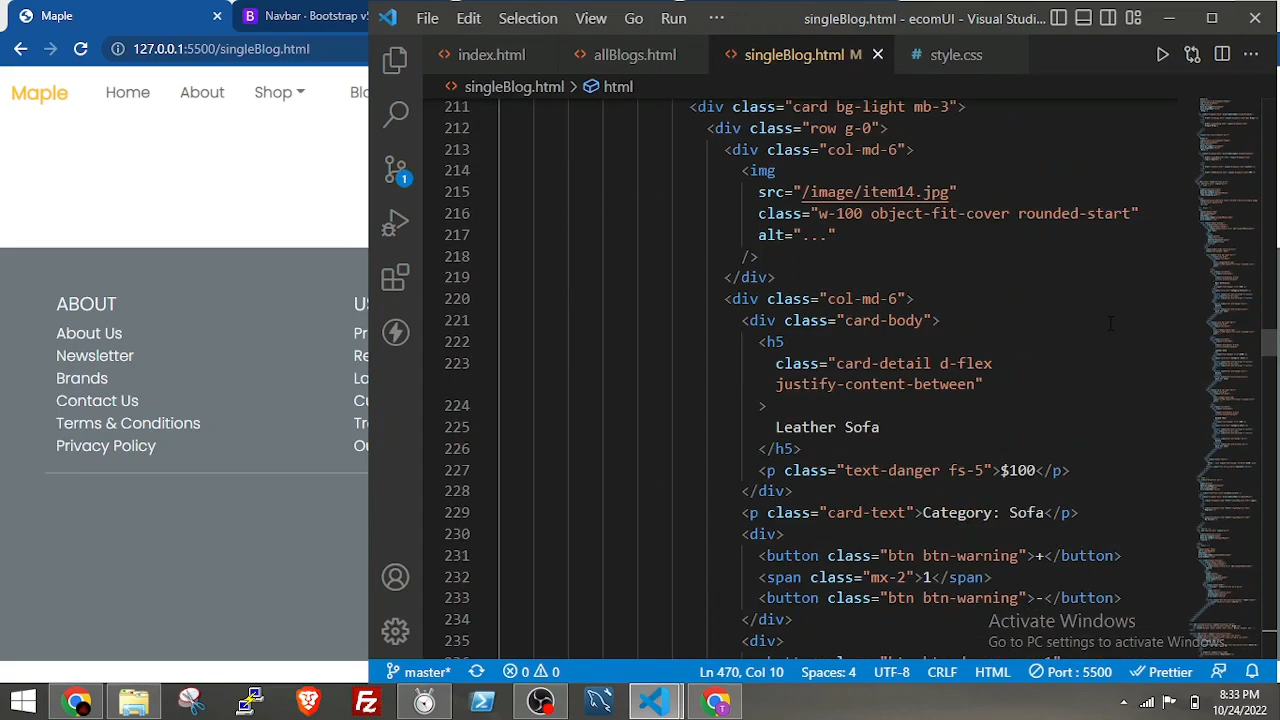 Maple
Navbar - Bootstrap v5
File Edit Selection View Go Run ... singleBlog.html - ecomUI - Visual Studi...
127.0.0.1:5500/singleBlog.html
index.html allBlogs.html singleBlog.html M # style.css
singleBlog.html > html
Maple Home About Shop Blo
1
ABOUT
About Us
Newsletter
Brands
Contact Us
Terms & Conditions
Privacy Policy
US
Pr
Re
Lo
Cu
Tr
Ou
211 <div class="card bg-light mb-3">
212 <div class="row g-0">
213 <div class="col-md-6">
214 <img
215 src="/image/item14.jpg"
216 class="w-100 object-fit-cover rounded-start"
217 alt="..."
218 />
219 </div>
220 <div class="col-md-6">
221 <div class="card-body">
222 <h5
223 class="card-detail d-flex
justify-content-between"
224 >
225 Letcher Sofa
226 </h5>
227 <p class="text-danger fs-5">$100</p>
228 </div>
229 <p class="card-text">Category: Sofa</p>
230 <div>
231 <button class="btn btn-warning">+</button>
232 <span class="mx-2">1</span>
233 <button class="btn btn-warning">-</button>
234 </div>
235 <div>
Activate Windows
Go to PC settings to activate Windows.
master* 0 0 Ln 470, Col 10 Spaces: 4 UTF-8 CRLF HTML Port : 5500 Prettier
8:33 PM
10/24/2022